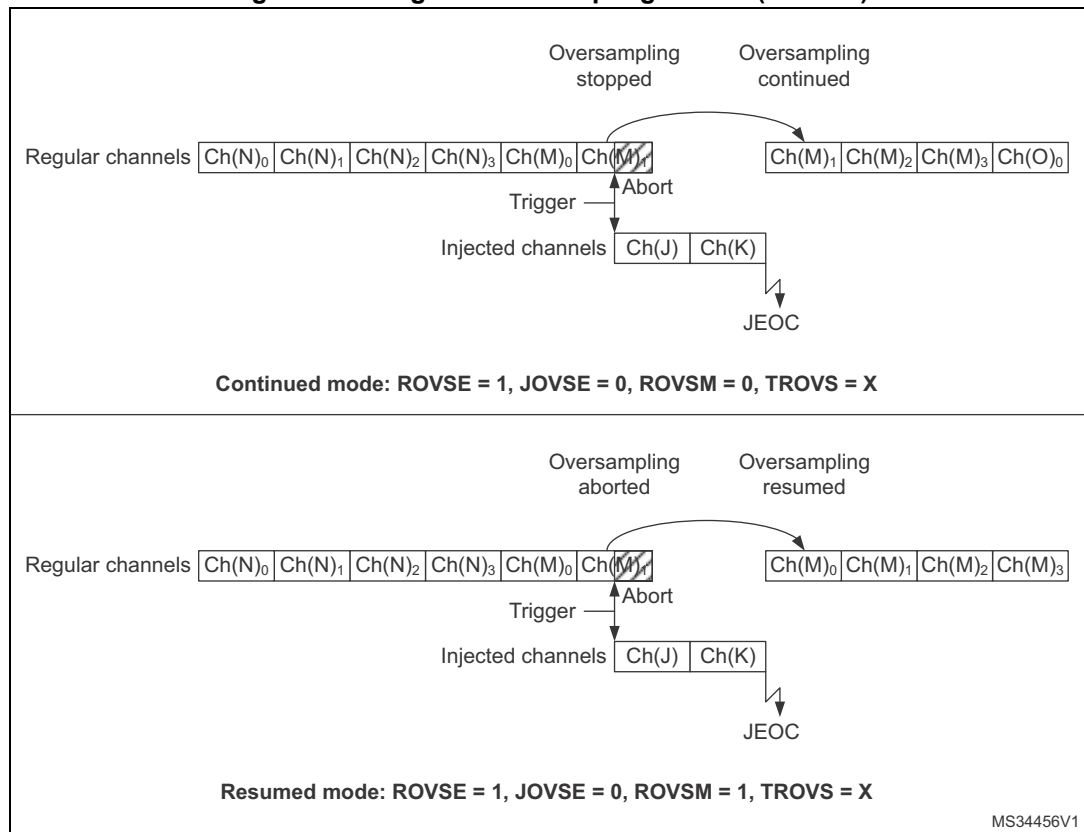 Oversampling stopped
Oversampling continued
Regular channels Ch(N)₀ Ch(N)₁ Ch(N)₂ Ch(N)₃ Ch(M)₀ Ch(M)₁ Ch(M)₁ Ch(M)₂ Ch(M)₃ Ch(O)₀
Abort
Trigger
Injected channels Ch(J) Ch(K)
JEOC
Continued mode: ROVSE = 1, JOVSE = 0, ROVSM = 0, TROVS = X
Oversampling aborted
Oversampling resumed
Regular channels Ch(N)₀ Ch(N)₁ Ch(N)₂ Ch(N)₃ Ch(M)₀ Ch(M)₁ Ch(M)₀ Ch(M)₁ Ch(M)₂ Ch(M)₃
Abort
Trigger
Injected channels Ch(J) Ch(K)
JEOC
Resumed mode: ROVSE = 1, JOVSE = 0, ROVSM = 1, TROVS = X
MS34456V1